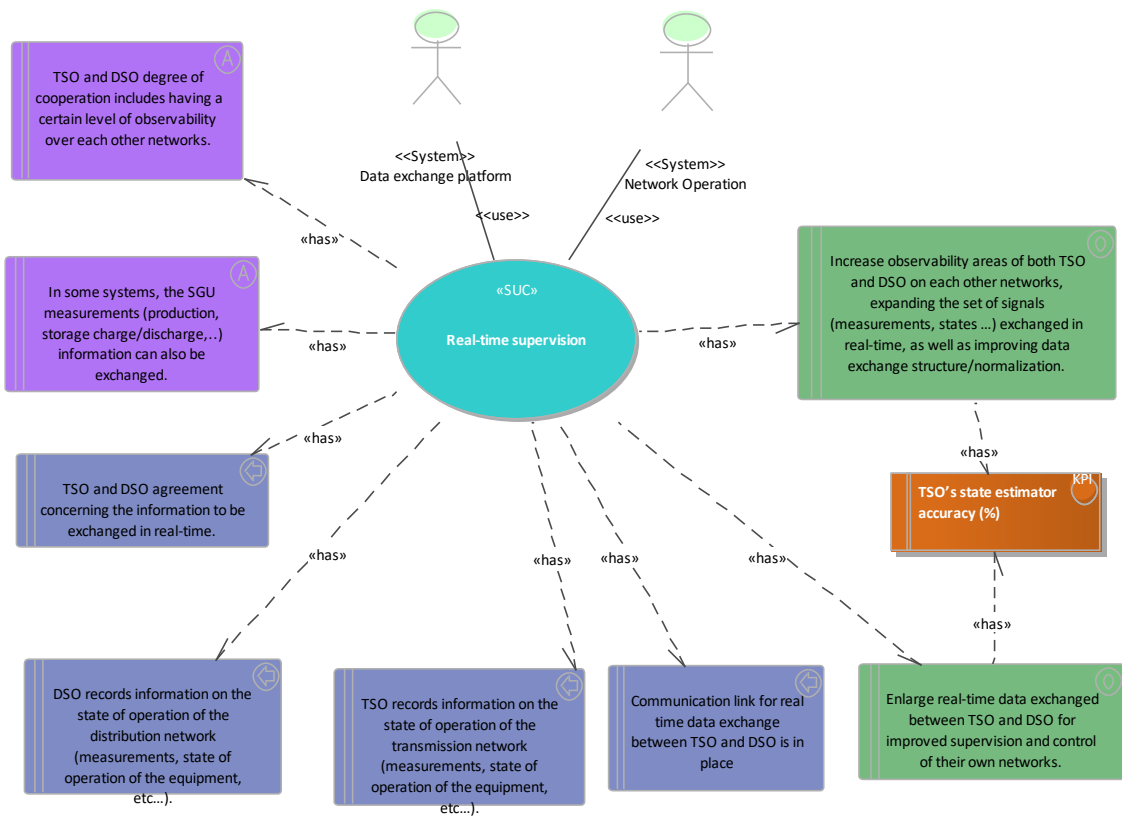 A
TSO and DSO degree of
cooperation includes having a
certain level of observability
over each other networks.
<<System>>
Data exchange platform
<<System>>
Network Operation
<<use>>
<<use>>
«has»
A
In some systems, the SGU
measurements (production,
storage charge/discharge,..)
information can also be
exchanged.
«has»
«SUC»
Real-time supervision
O
Increase observability areas of both TSO
and DSO on each other networks,
expanding the set of signals
(measurements, states ...) exchanged in
real-time, as well as improving data
exchange structure/normalization.
«has»
«has»
TSO and DSO agreement
concerning the information to be
exchanged in real-time.
«has»
KPI
TSO's state estimator
accuracy (%)
«has»
«has»
«has»
«has»
«has»
DSO records information on the
state of operation of the
distribution network
(measurements, state of
operation of the equipment,
etc...).
TSO records information on the
state of operation of the
transmission network
(measurements, state of
operation of the equipment,
etc...).
Communication link for real
time data exchange
between TSO and DSO is in
place
O
Enlarge real-time data exchanged
between TSO and DSO for
improved supervision and control
of their own networks.